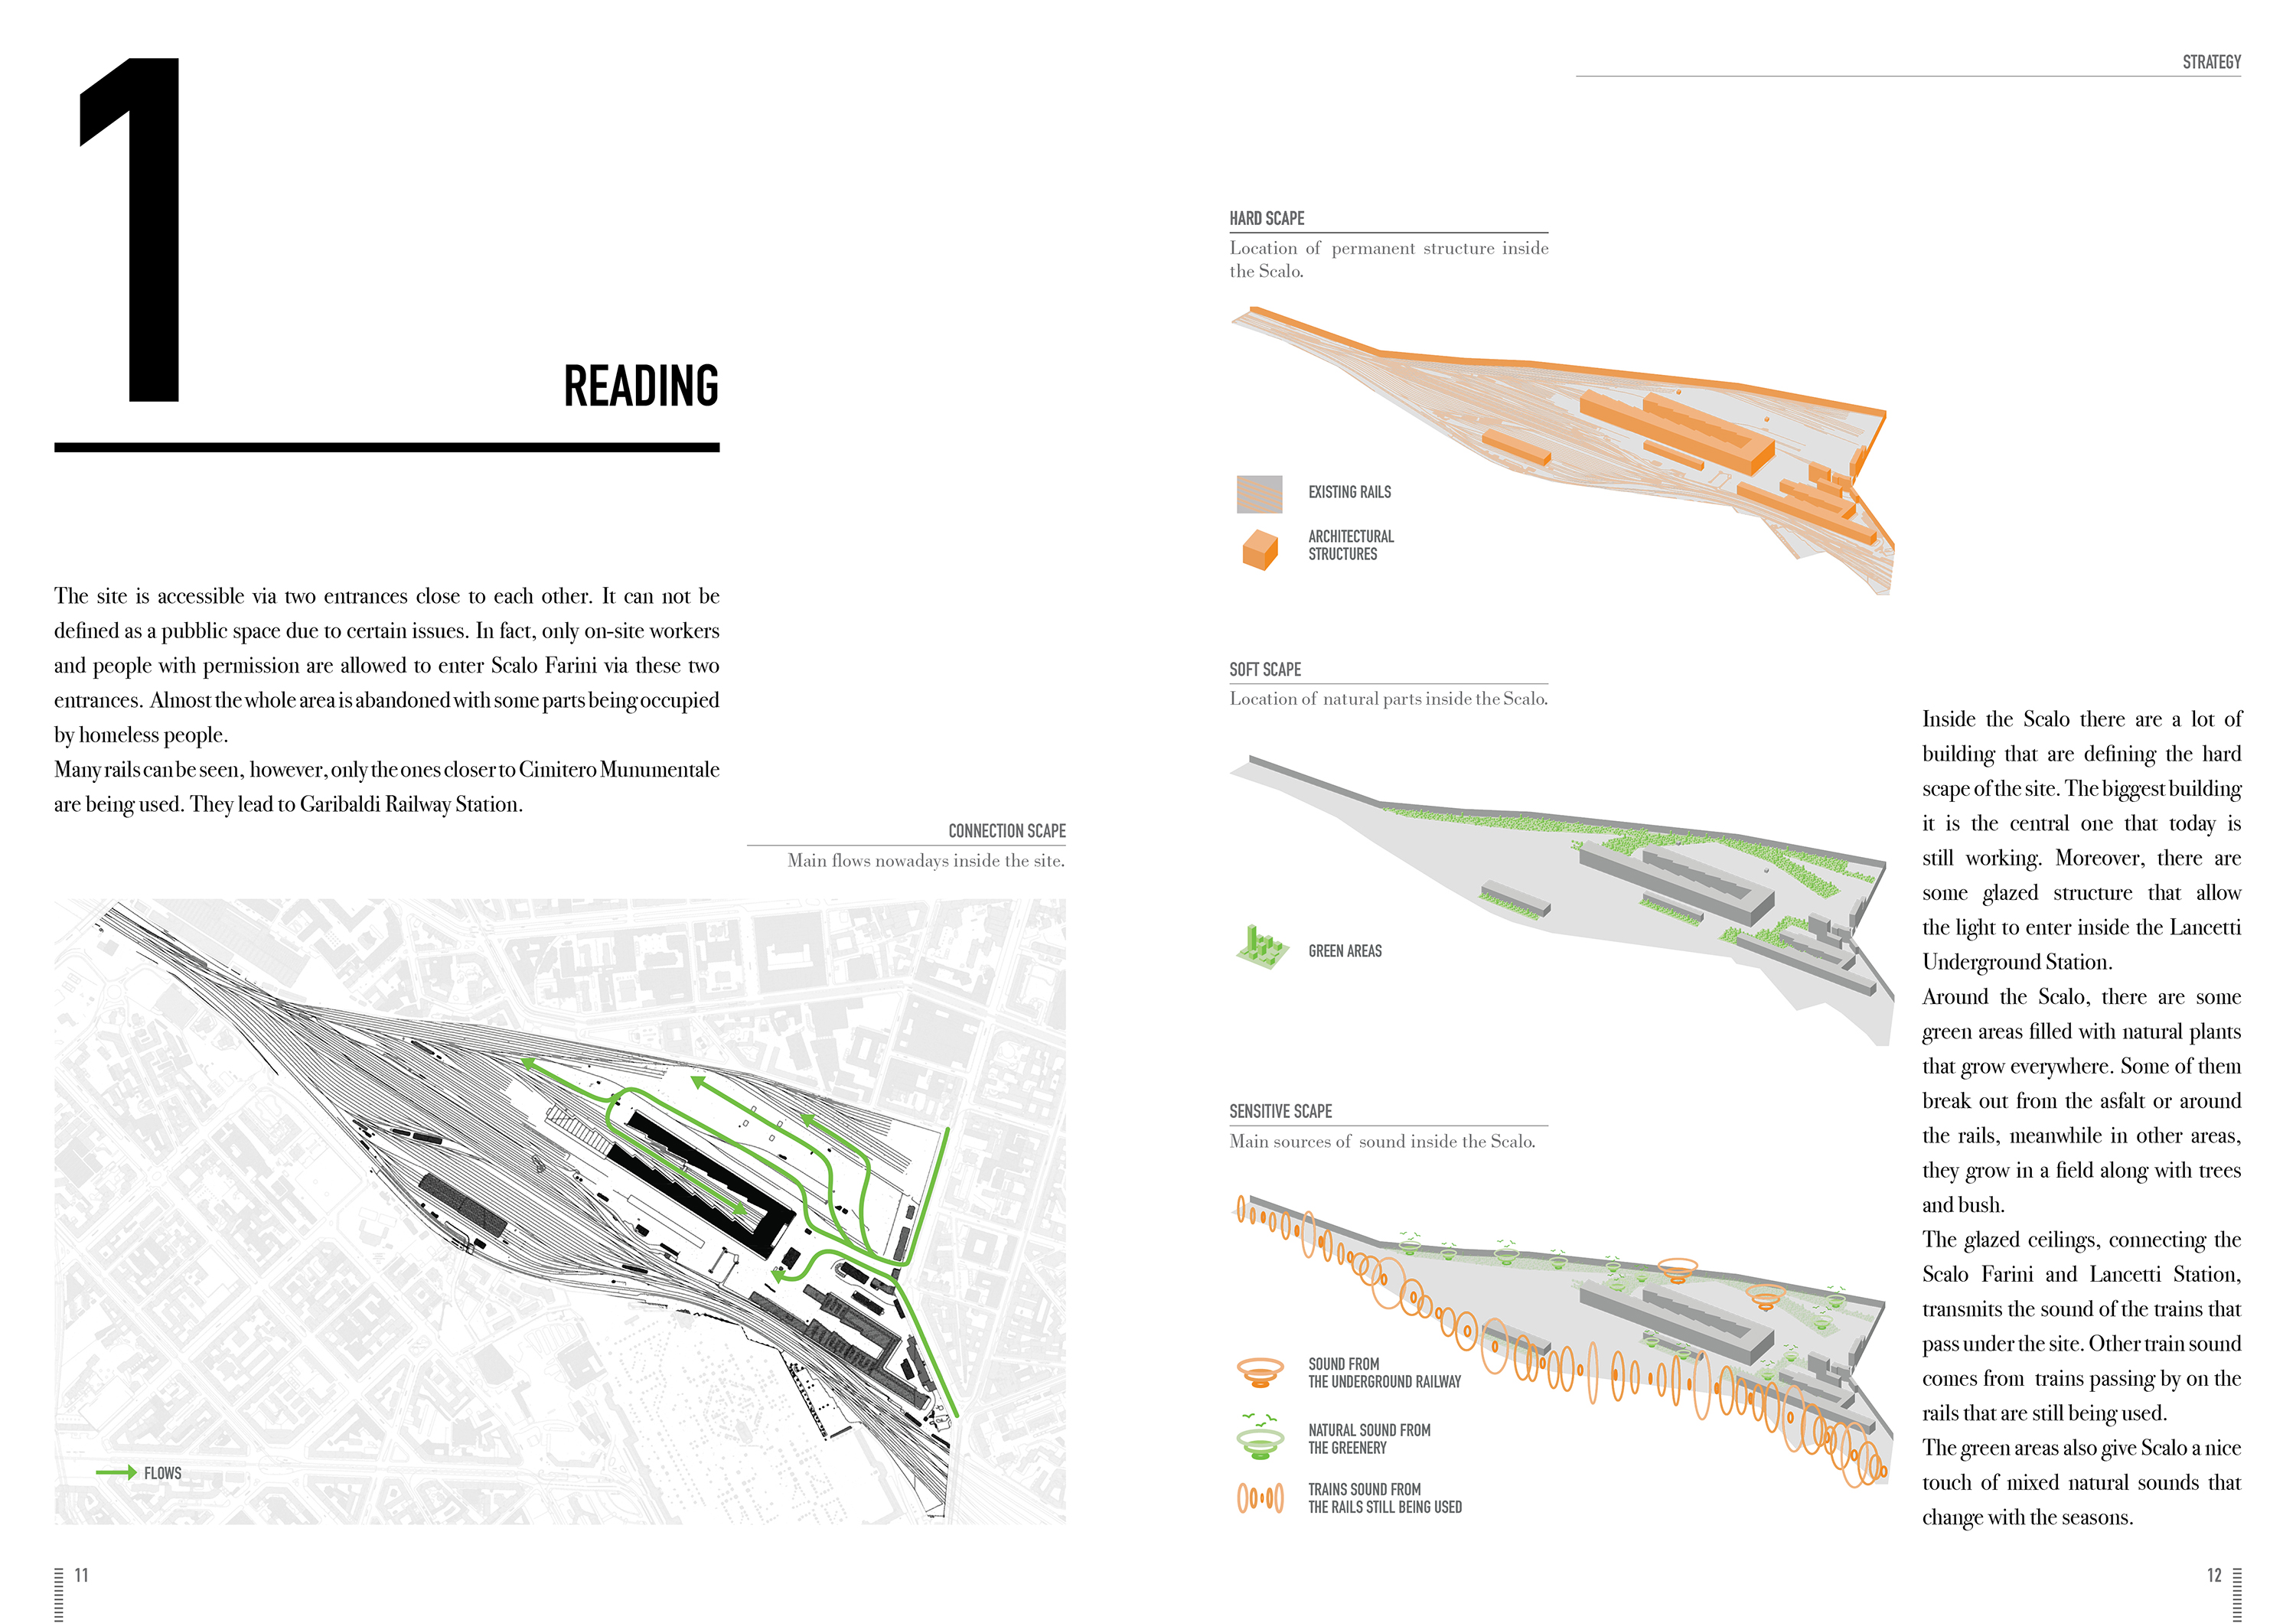 1
READING
The site is accessible via two entrances close to each other. It can not be
defined as a pubblic space due to certain issues. In fact, only on-site workers
and people with permission are allowed to enter Scalo Farini via these two
entrances. Almost the whole area is abandoned with some parts being occupied
by homeless people.
Many rails can be seen, however, only the ones closer to Cimitero Munumentale
are being used. They lead to Garibaldi Railway Station.
CONNECTION SCAPE
Main flows nowadays inside the site.
FLOWS
11
STRATEGY
HARD SCAPE
Location of permanent structure inside
the Scalo.
EXISTING RAILS
ARCHITECTURAL
STRUCTURES
SOFT SCAPE
Location of natural parts inside the Scalo.
GREEN AREAS
SENSITIVE SCAPE
Main sources of sound inside the Scalo.
SOUND FROM
THE UNDERGROUND RAILWAY
NATURAL SOUND FROM
THE GREENERY
TRAINS SOUND FROM
THE RAILS STILL BEING USED
Inside the Scalo there are a lot of
building that are defining the hard
scape of the site. The biggest building
it is the central one that today is
still working. Moreover, there are
some glazed structure that allow
the light to enter inside the Lancetti
Underground Station.
Around the Scalo, there are some
green areas filled with natural plants
that grow everywhere. Some of them
break out from the asfalt or around
the rails, meanwhile in other areas,
they grow in a field along with trees
and bush.
The glazed ceilings, connecting the
Scalo Farini and Lancetti Station,
transmits the sound of the trains that
pass under the site. Other train sound
comes from trains passing by on the
rails that are still being used.
The green areas also give Scalo a nice
touch of mixed natural sounds that
change with the seasons.
12